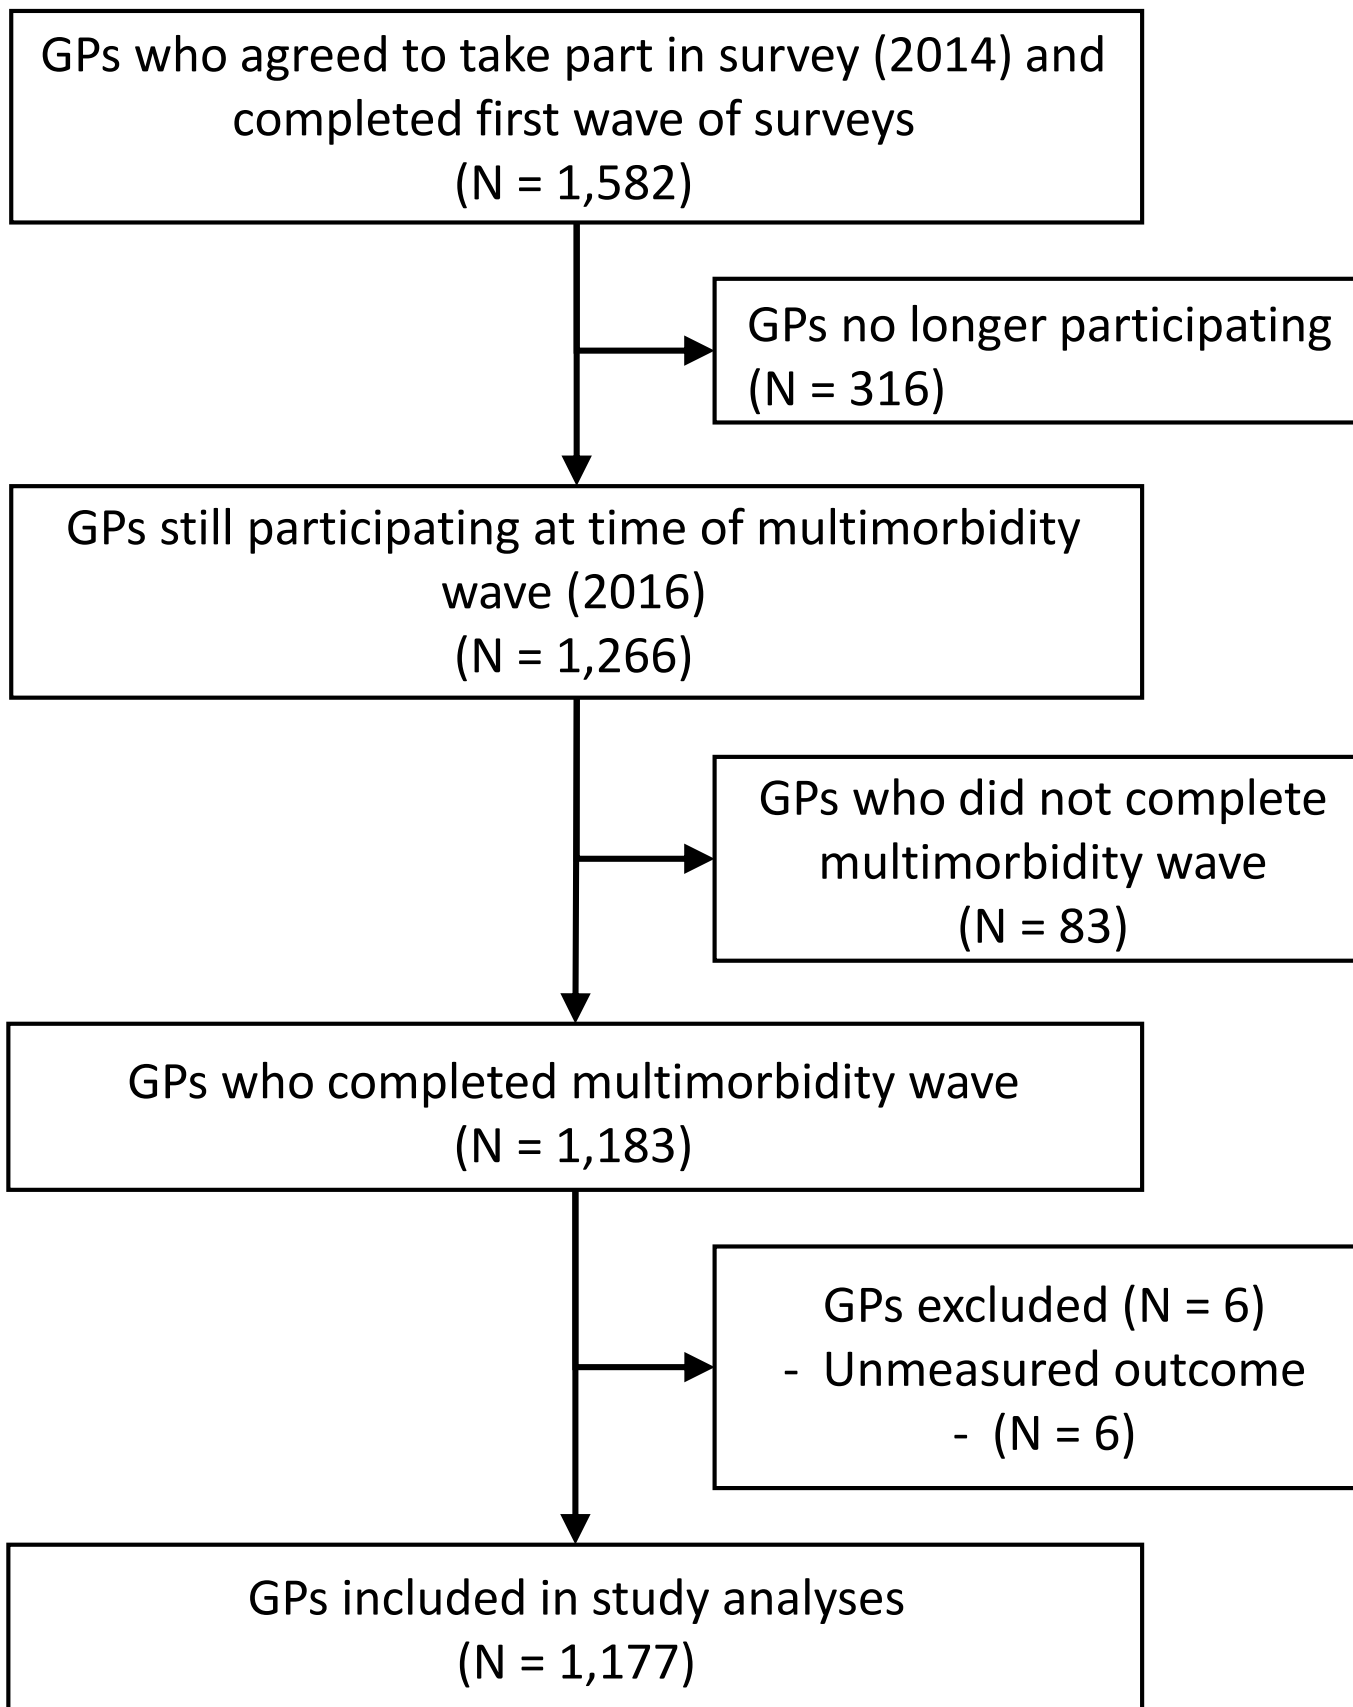 GPs who agreed to take part in survey (2014) and
completed first wave of surveys
(N = 1,582)
GPs no longer participating
(N = 316)
GPs still participating at time of multimorbidity
wave (2016)
(N = 1,266)
GPs who did not complete
multimorbidity wave
(N = 83)
GPs who completed multimorbidity wave
(N = 1,183)
GPs excluded (N = 6)
- Unmeasured outcome
- (N = 6)
GPs included in study analyses
(N = 1,177)